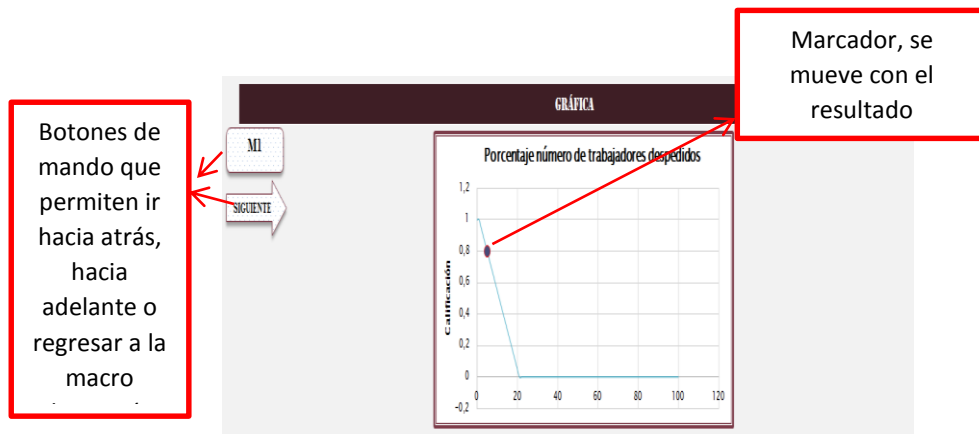 Marcador, se
mueve con el
resultado
GRÁFICA
Botones de
mando que
permiten ir
hacia atrás,
hacia
adelante o
regresar a la
macro
M1
SIGUIENTE
Porcentaje número de trabajadores despedidos
Calificación
1,2
1
0,8
0,6
0,4
0,2
0
-0,2
0 20 40 60 80 100 120